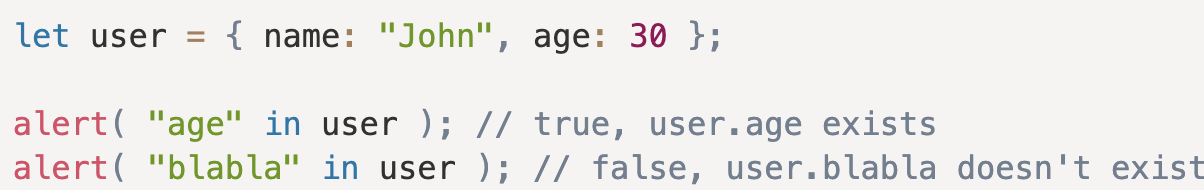 let user = { name: "John", age: 30 };
alert( "age" in user ); // true, user.age exists
alert( "blabla" in user ); // false, user.blabla doesn't exist